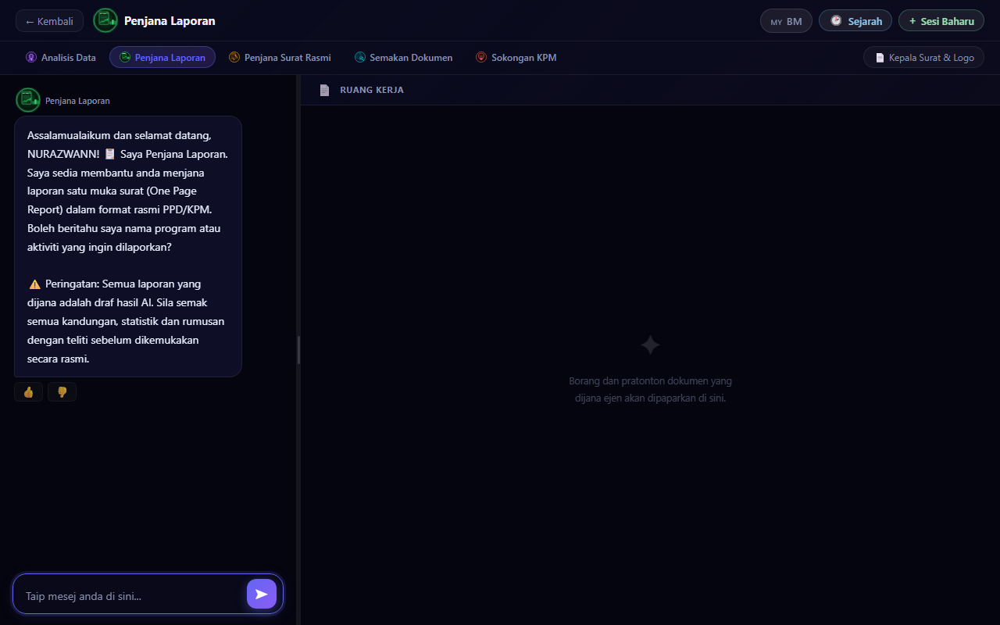 ← Kembali
Penjana Laporan
MY BM
Sejarah
+ Sesi Baharu
Analisis Data
Penjana Laporan
Penjana Surat Rasmi
Semakan Dokumen
Sokongan KPM
Kepala Surat & Logo
Penjana Laporan
Assalamualaikum dan selamat datang,
NURAZWANN! 📋 Saya Penjana Laporan.
Saya sedia membantu anda menjana
laporan satu muka surat (One Page
Report) dalam format rasmi PPD/KPM.
Boleh beritahu saya nama program atau
aktiviti yang ingin dilaporkan?
⚠️ Peringatan: Semua laporan yang
dijana adalah draf hasil AI. Sila semak
semua kandungan, statistik dan rumusan
dengan teliti sebelum dikemukakan
secara rasmi.
Taip mesej anda di sini...
RUANG KERJA
Borang dan pratonton dokumen yang
dijana ejen akan dipaparkan di sini.